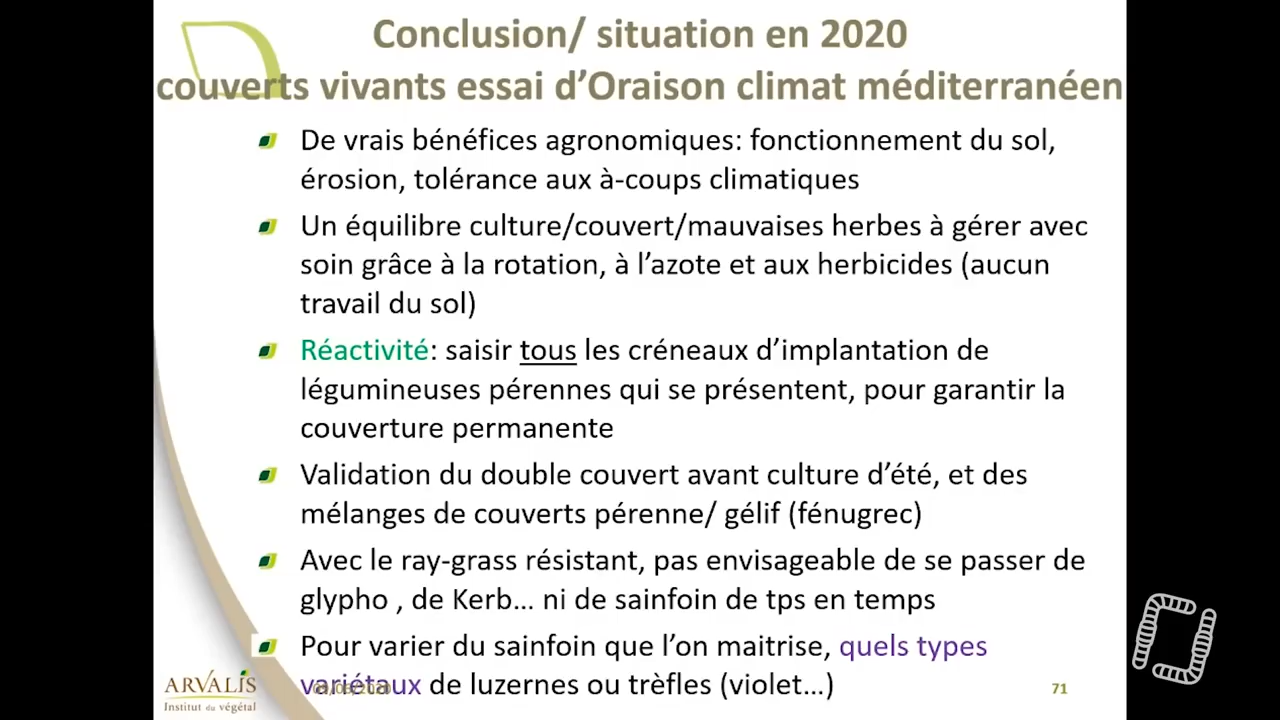 Conclusion/ situation en 2020
couverts vivants essai d’Oraison climat méditerranéen
De vrais bénéfices agronomiques: fonctionnement du sol,
érosion, tolérance aux à-coups climatiques
Un équilibre culture/couvert/mauvaises herbes à gérer avec
soin grâce à la rotation, à l’azote et aux herbicides (aucun
travail du sol)
Réactivité: saisir tous les créneaux d’implantation de
légumineuses pérennes qui se présentent, pour garantir la
couverture permanente
Validation du double couvert avant culture d’été, et des
mélanges de couverts pérenne/ gélif (fénugrec)
Avec le ray-grass résistant, pas envisageable de se passer de
glypho , de Kerb... ni de sainfoin de tps en temps
Pour varier du sainfoin que l’on maitrise, quels types
variétaux de luzernes ou trèfles (violet...)
ARVALIS
Institut du végétal
71